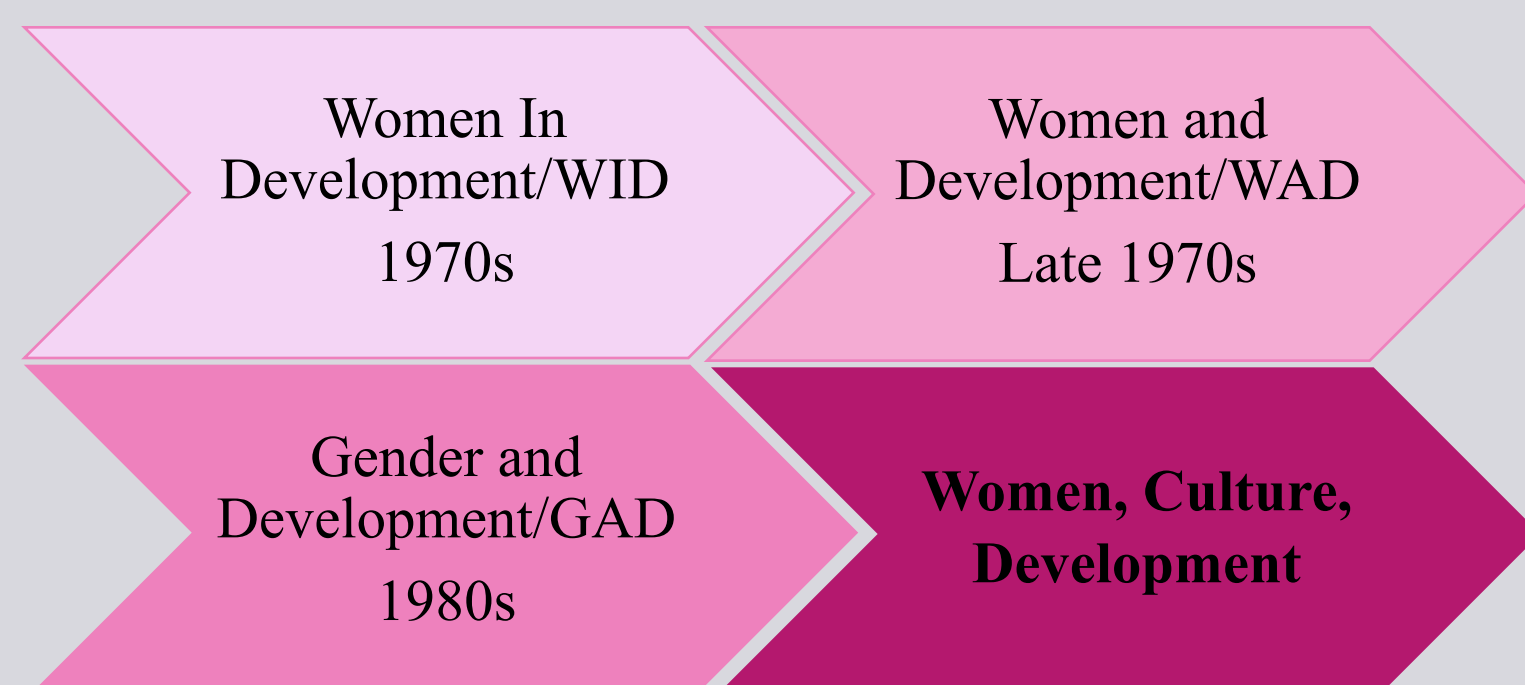 Women In
Development/WID
1970s
Women and
Development/WAD
Late 1970s
Gender and
Development/GAD
1980s
Women, Culture,
Development